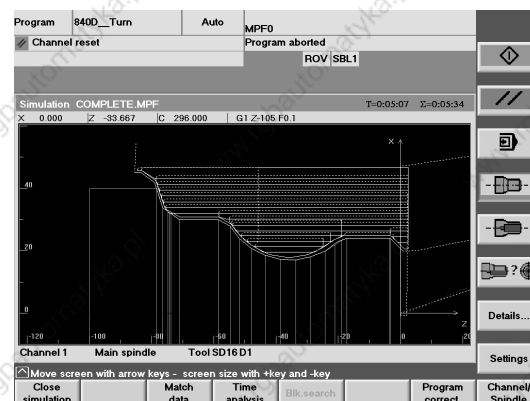 Program 840D__Turn Auto MPF0
Channel reset Program aborted
ROV SBL1
Simulation COMPLETE.MPF T=0:05:07 Σ=0:05:34
X 0.000 Z -33.667 C 296.000 G1 Z-105 F0.1
X
40
20
0
Z
-120 -100 -80 -60 -40 -20 0 20
Channel 1 Main spindle Tool SD16 D1
Move screen with arrow keys - screen size with +key and -key
Close simulation
Match data
Time analysis
Blk.search
Program correct
Channel/ Spindle
?
Details...
Settings